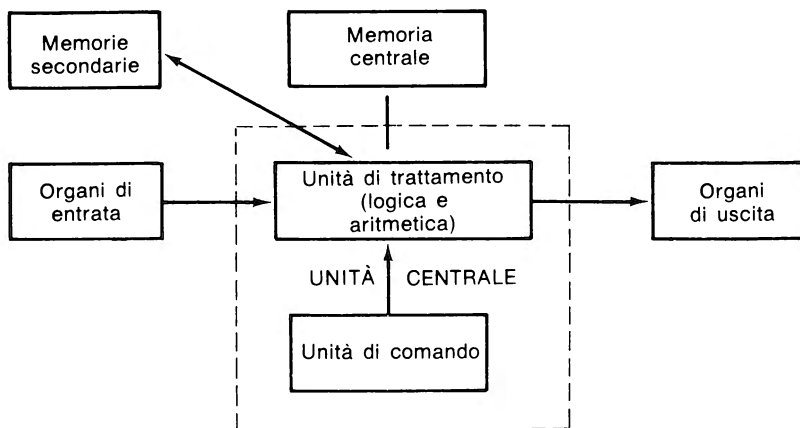 Memorie
secondarie
Memoria
centrale
Organi di
entrata
Unità di trattamento
(logica e
aritmetica)
Organi
di uscita
UNITÀ CENTRALE
Unità di comando